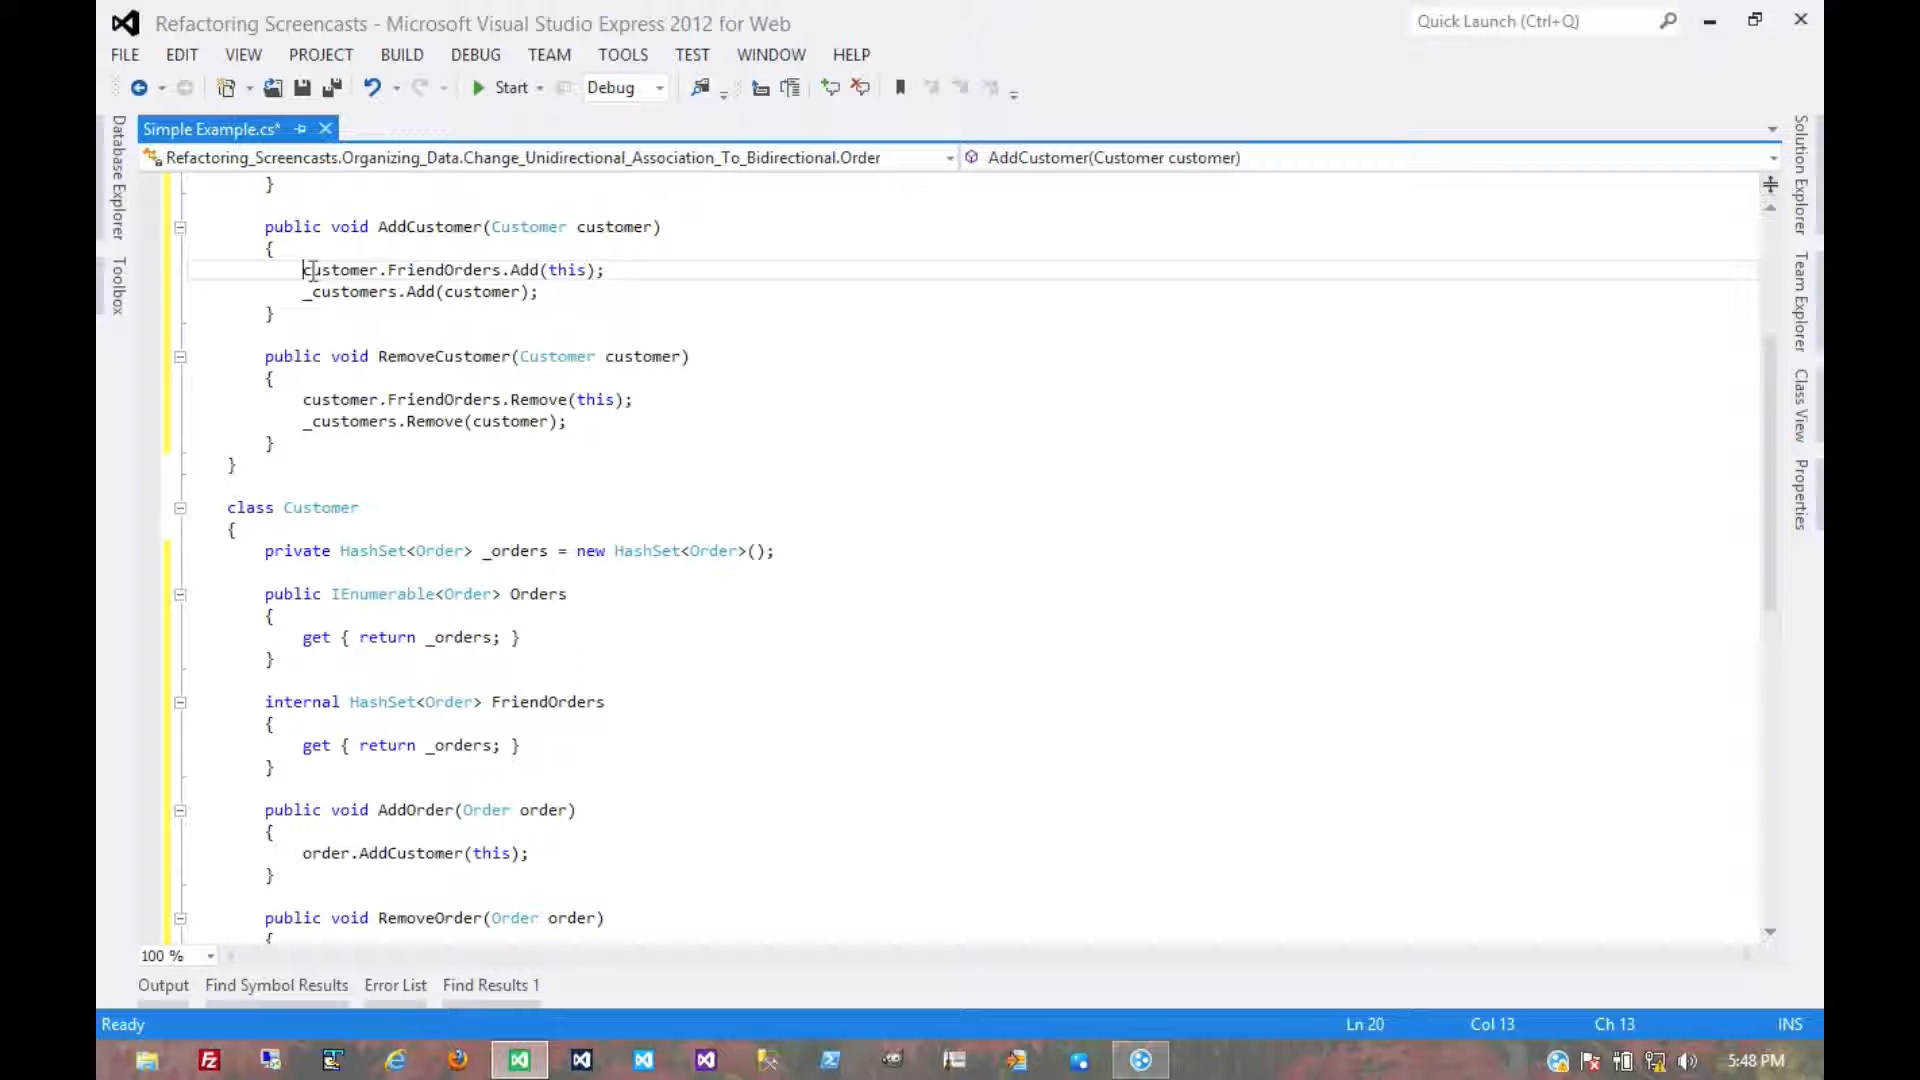 Refactoring Screencasts - Microsoft Visual Studio Express 2012 for Web
Quick Launch (Ctrl+Q)
FILE EDIT VIEW PROJECT BUILD DEBUG TEAM TOOLS TEST WINDOW HELP
Start Debug
Simple Example.cs*
Refactoring_Screencasts.Organizing_Data.Change_Unidirectional_Association_To_Bidirectional.Order
AddCustomer(Customer customer)
Database Explorer
Toolbox
}
public void AddCustomer(Customer customer)
{
customer.FriendOrders.Add(this);
_customers.Add(customer);
}
public void RemoveCustomer(Customer customer)
{
customer.FriendOrders.Remove(this);
_customers.Remove(customer);
}
}
class Customer
{
private HashSet<Order> _orders = new HashSet<Order>();
public IEnumerable<Order> Orders
{
get { return _orders; }
}
internal HashSet<Order> FriendOrders
{
get { return _orders; }
}
public void AddOrder(Order order)
{
order.AddCustomer(this);
}
public void RemoveOrder(Order order)
{
Solution Explorer
Team Explorer
Class View
Properties
100 %
Output Find Symbol Results Error List Find Results 1
Ready Ln 20 Col 13 Ch 13 INS
5:48 PM